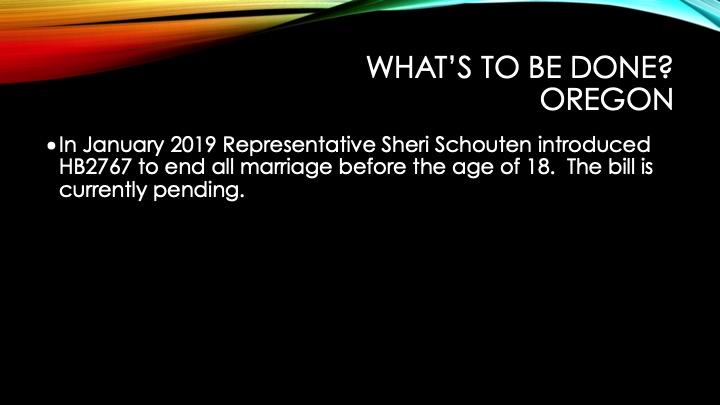 WHAT’S TO BE DONE?
OREGON
•In January 2019 Representative Sheri Schouten introduced
HB2767 to end all marriage before the age of 18.  The bill is
currently pending.